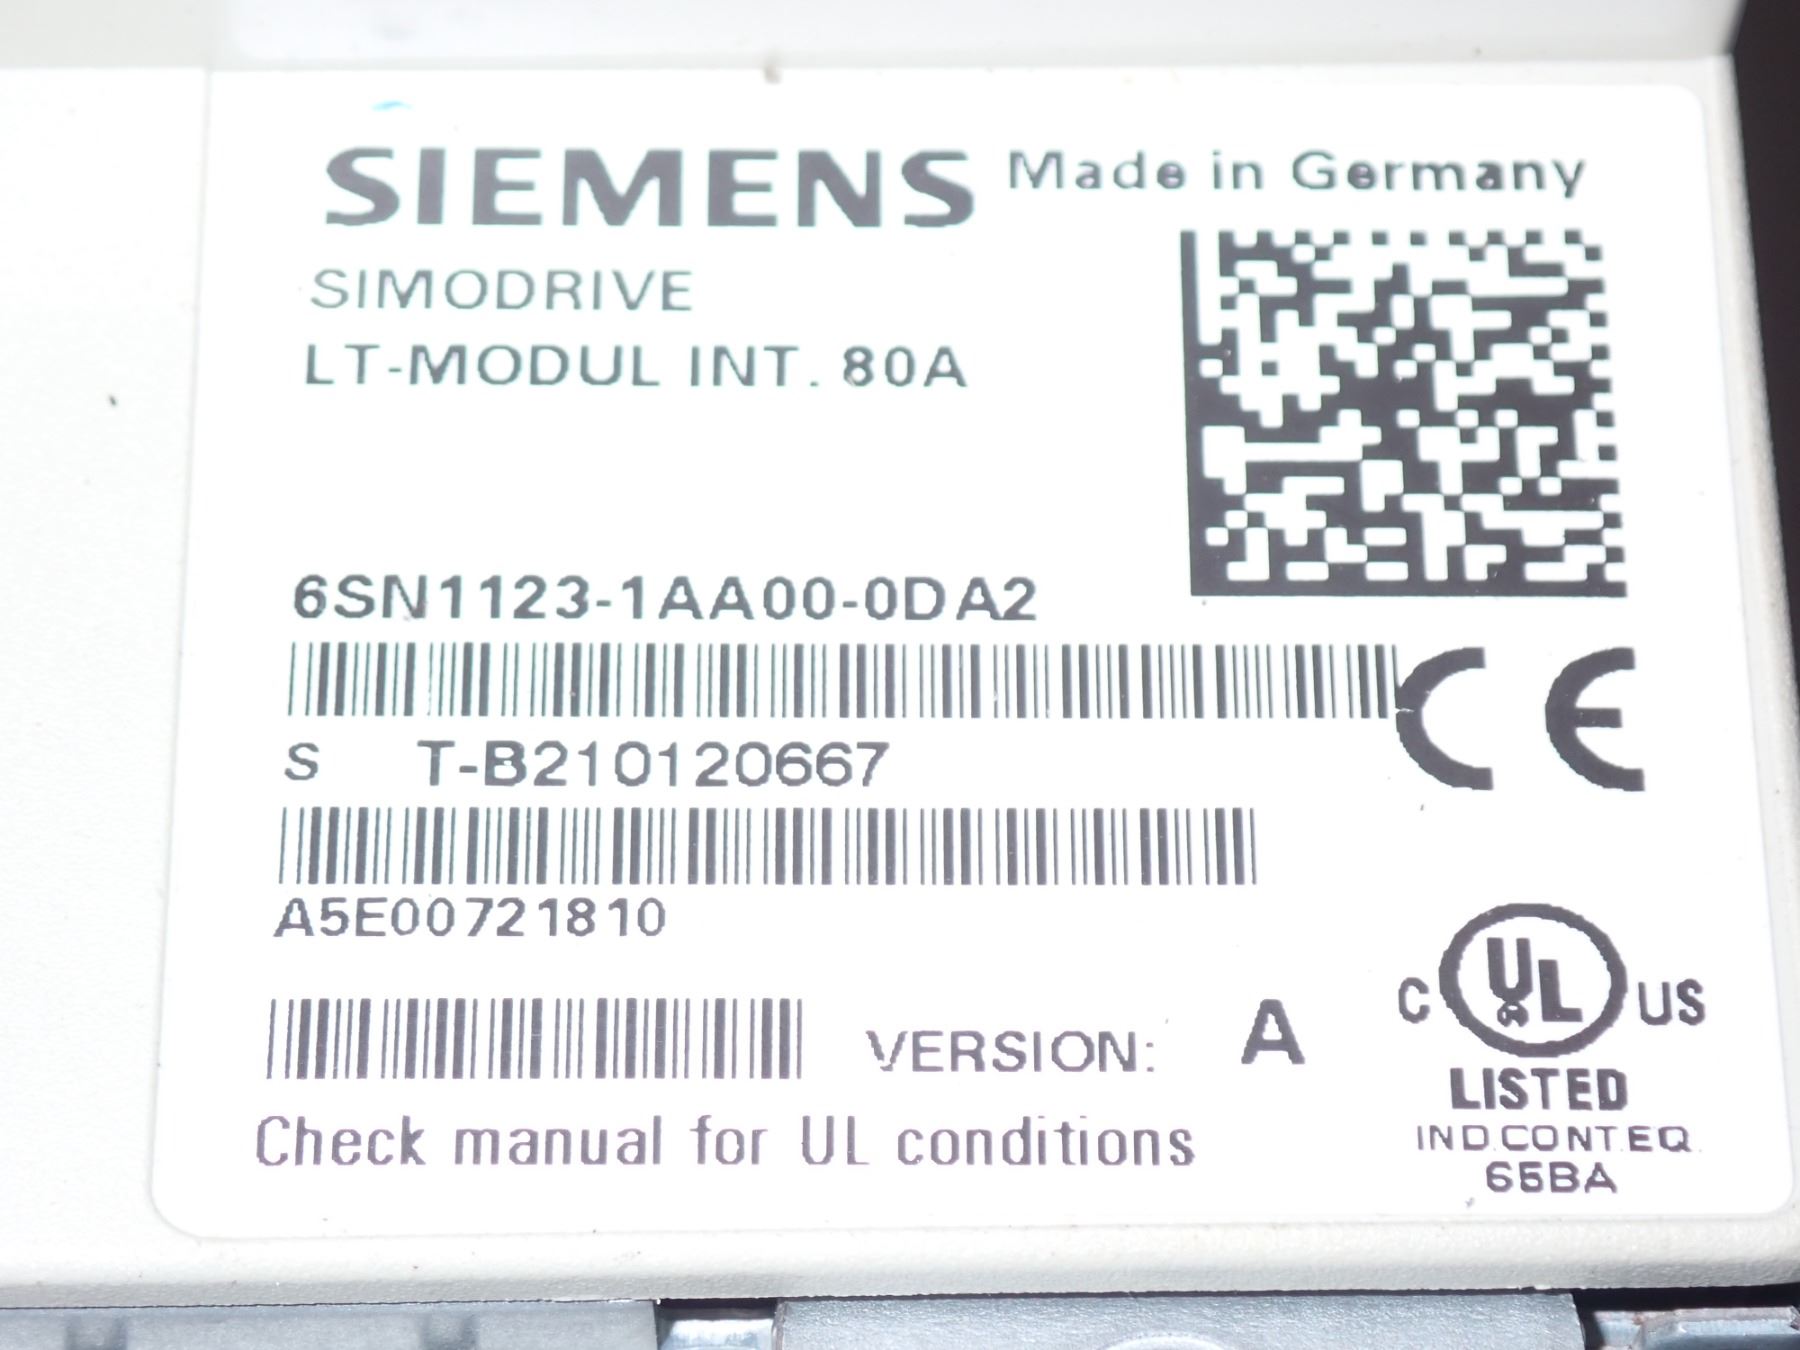 SIEMENS Made in Germany
SIMODRIVE
LT-MODUL INT. 80A
6SN1123-1AA00-0DA2
CE
S T-B210120667
A5E00721810
VERSION: A
C UL US
LISTED
IND.CONT.EQ.
65BA
Check manual for UL conditions